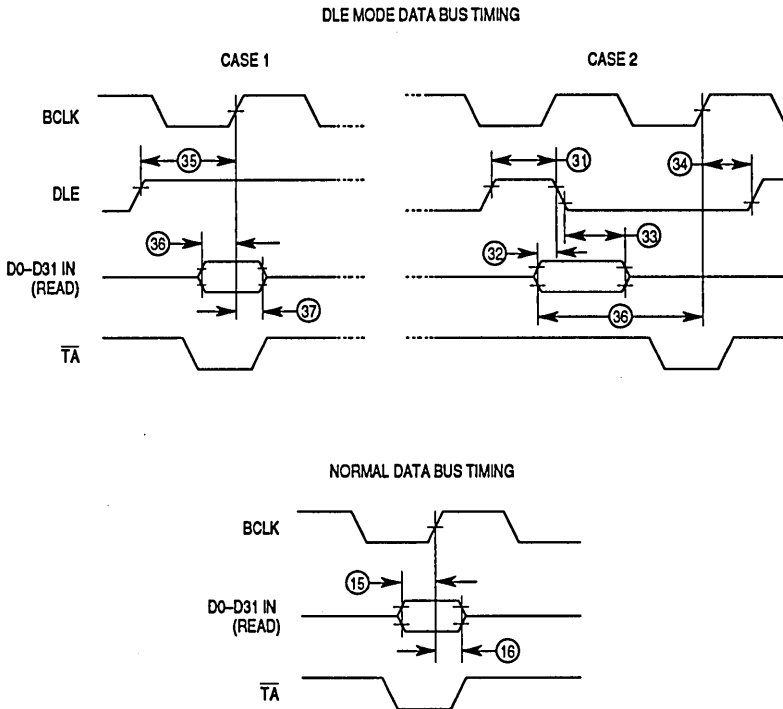 DLE MODE DATA BUS TIMING
CASE 1
CASE 2
BCLK
35
31
34
DLE
36
32
33
D0–D31 IN
(READ)
37
36
TA
NORMAL DATA BUS TIMING
BCLK
15
D0–D31 IN
(READ)
16
TA